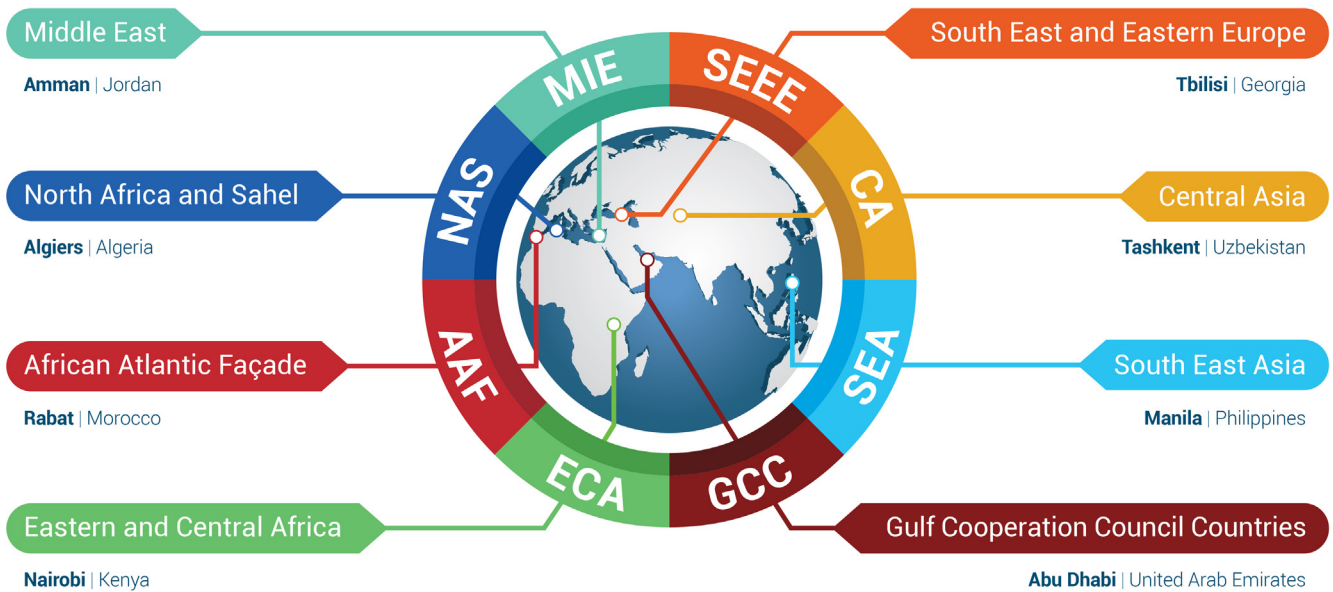 Middle East
Amman | Jordan
North Africa and Sahel
Algiers | Algeria
African Atlantic Façade
Rabat | Morocco
Eastern and Central Africa
Nairobi | Kenya
MIE
SEEE
NAS
CA
AAF
SEA
ECA
GCC
South East and Eastern Europe
Tbilisi | Georgia
Central Asia
Tashkent | Uzbekistan
South East Asia
Manila | Philippines
Gulf Cooperation Council Countries
Abu Dhabi | United Arab Emirates